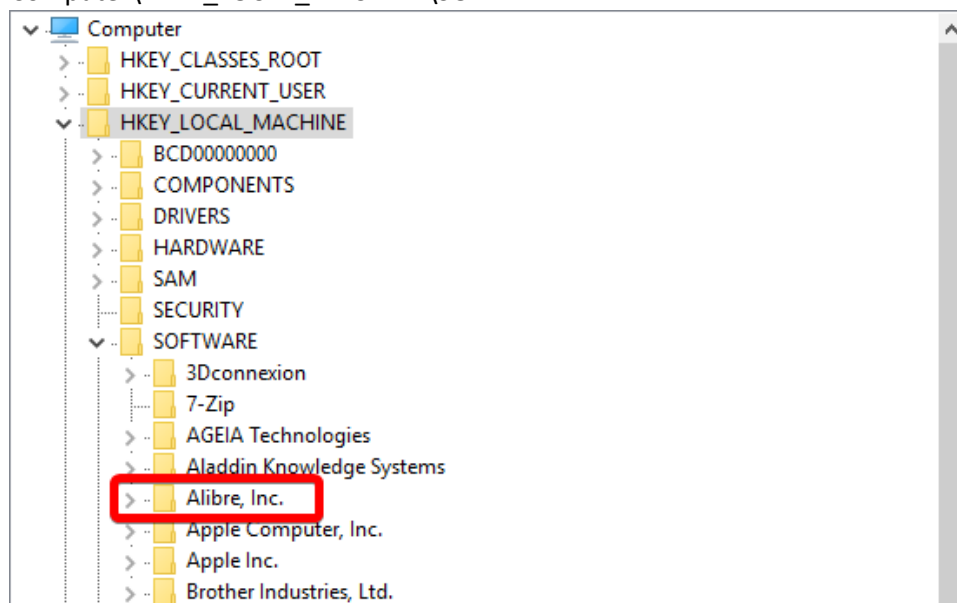 Computer
HKEY_CLASSES_ROOT
HKEY_CURRENT_USER
HKEY_LOCAL_MACHINE
BCD00000000
COMPONENTS
DRIVERS
HARDWARE
SAM
SECURITY
SOFTWARE
3Dconnexion
7-Zip
AGEIA Technologies
Aladdin Knowledge Systems
Alibre, Inc.
Apple Computer, Inc.
Apple Inc.
Brother Industries, Ltd.